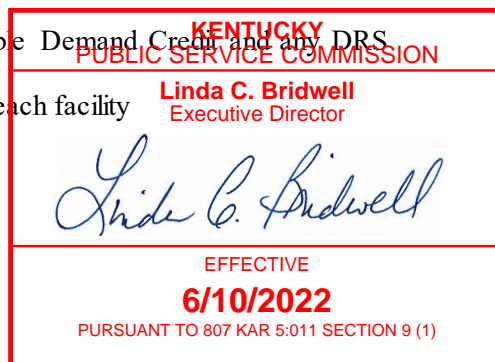 ble Demand Credit and any DRS
each facility
KENTUCKY
PUBLIC SERVICE COMMISSION
Linda C. Bridwell
Executive Director
Linda C. Bridwell
EFFECTIVE
6/10/2022
PURSUANT TO 807 KAR 5:011 SECTION 9 (1)